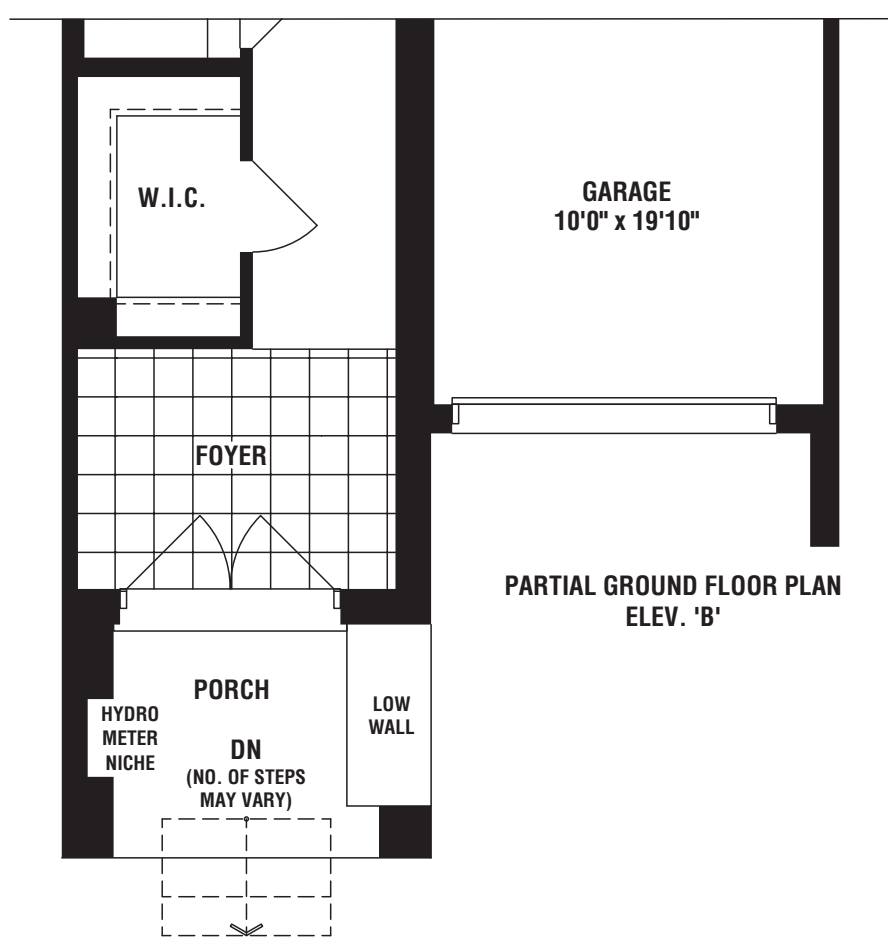 W.I.C.
GARAGE
10'0" x 19'10"
FOYER
PARTIAL GROUND FLOOR PLAN
ELEV. 'B'
PORCH
HYDRO
METER
NICHE
LOW
WALL
DN
(NO. OF STEPS
MAY VARY)